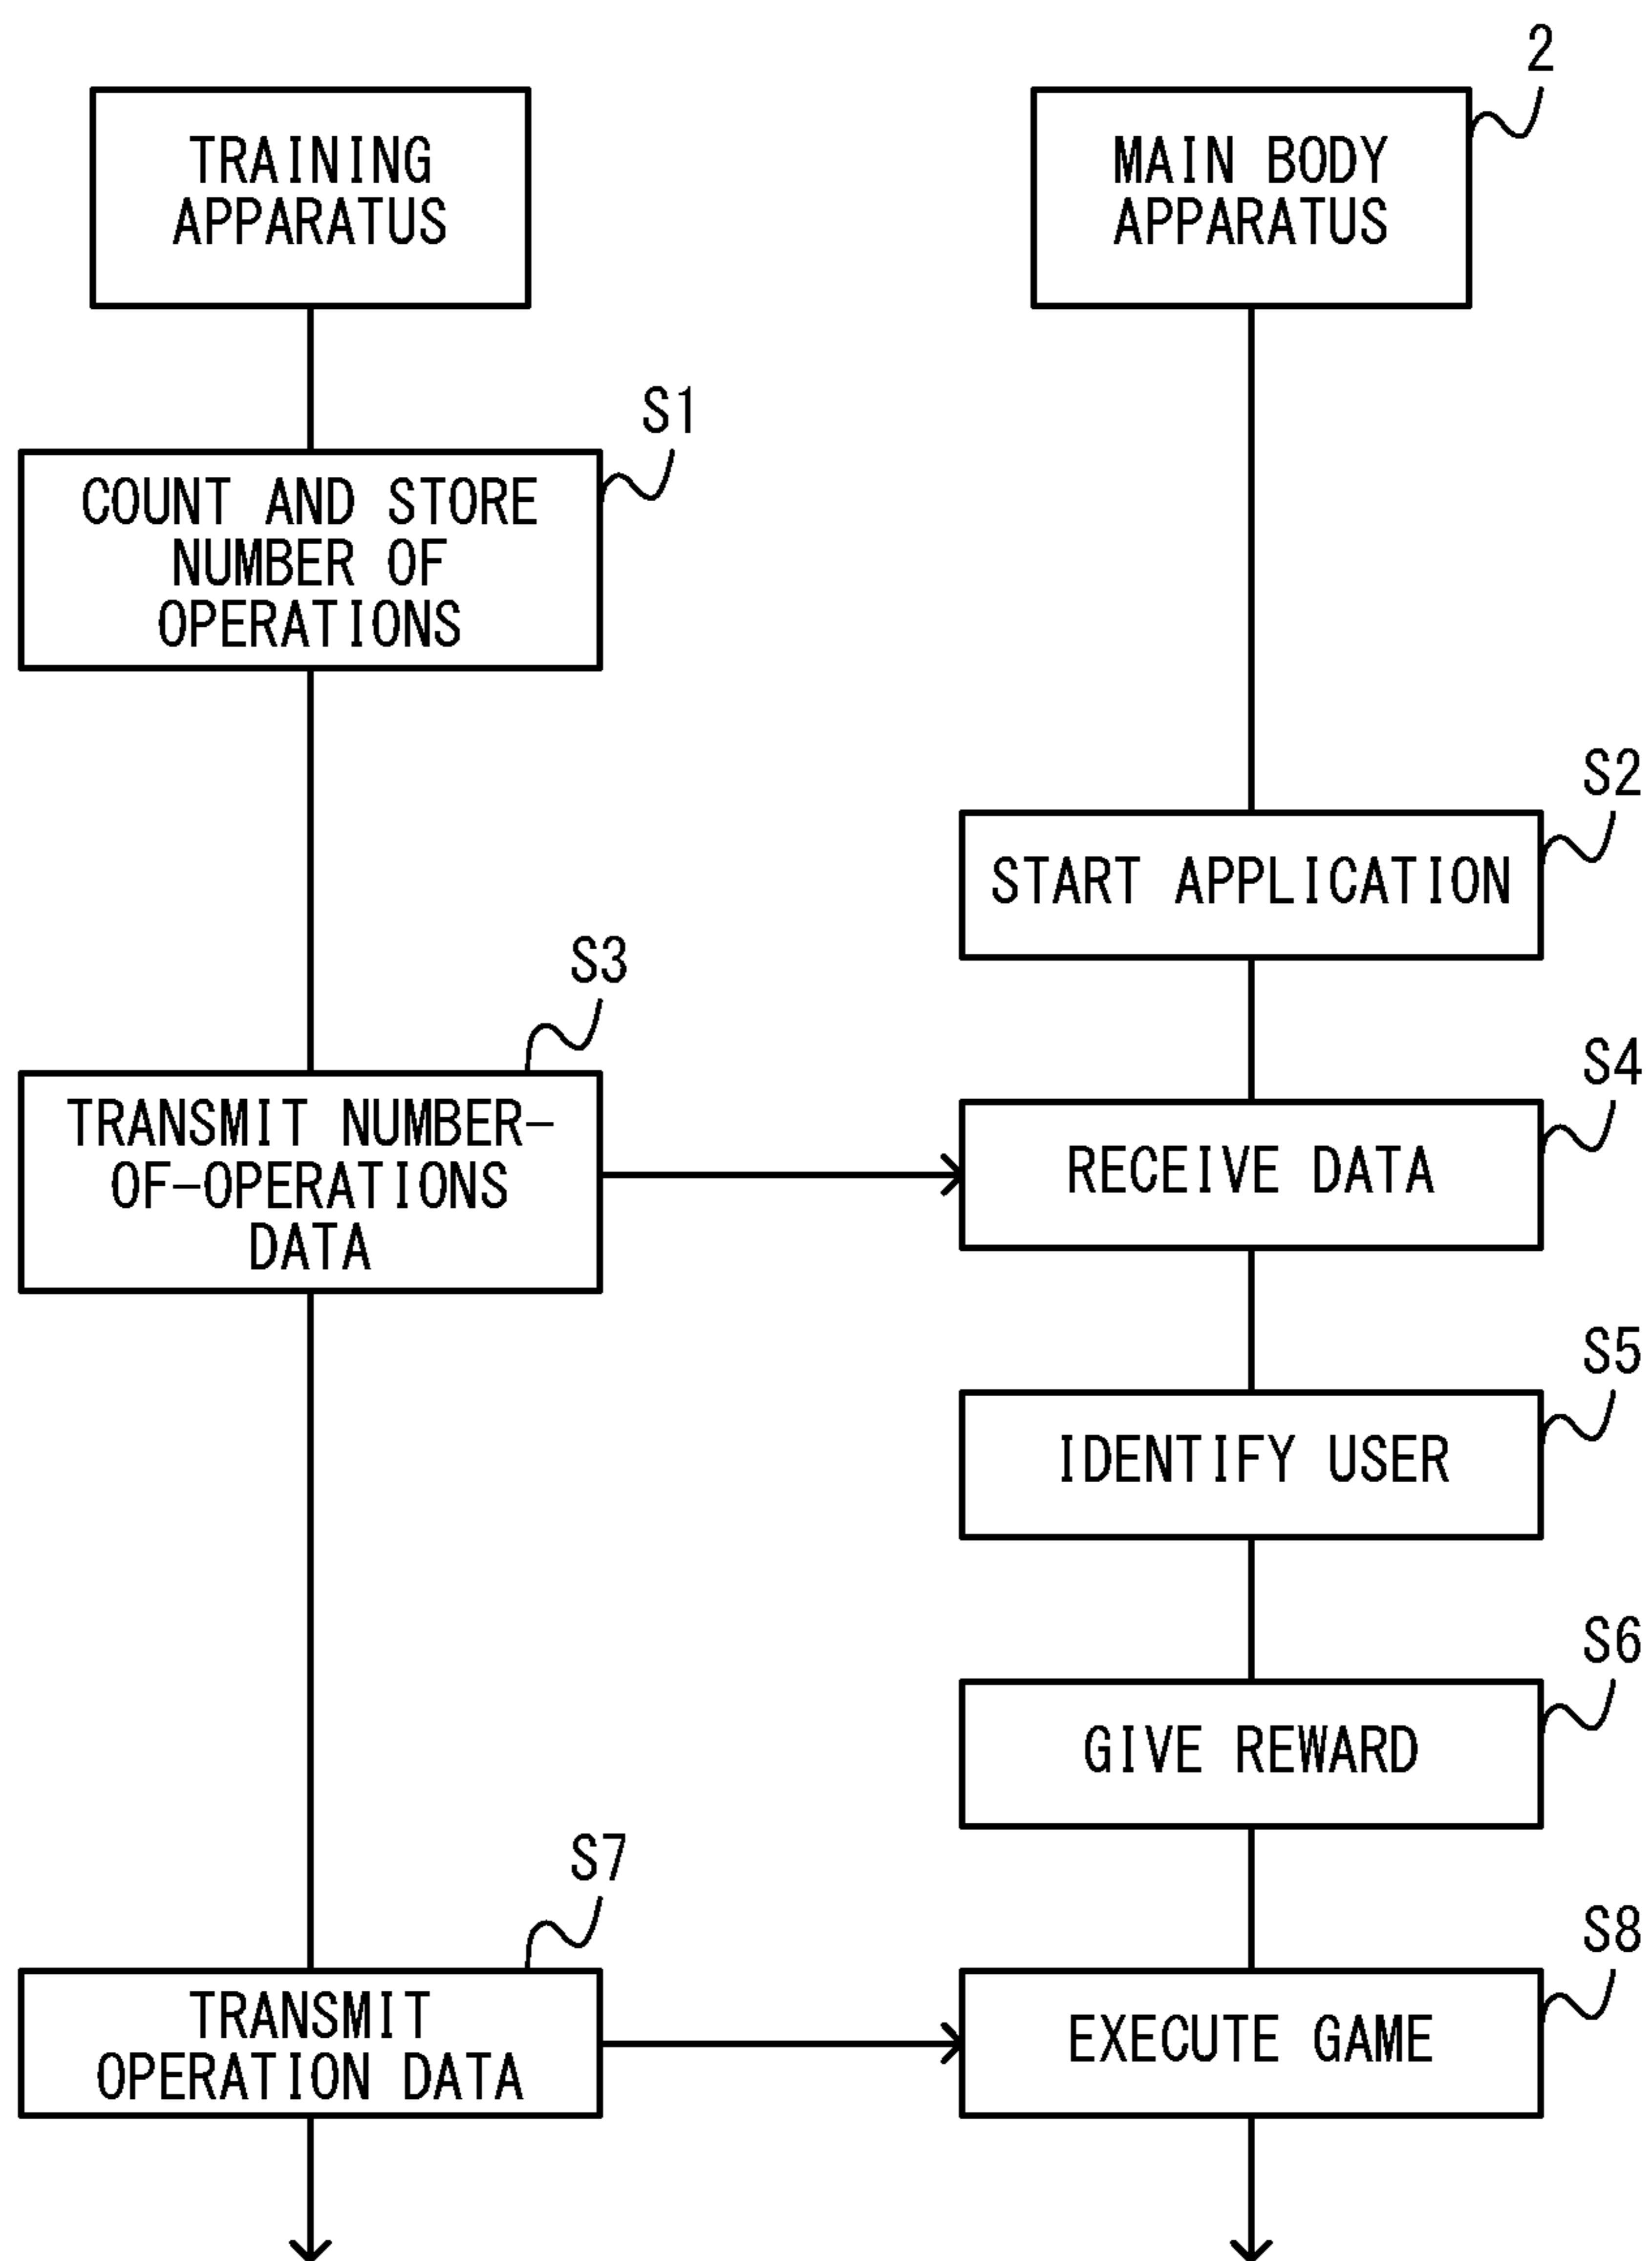 2
TRAINING
APPARATUS
MAIN BODY
APPARATUS
S1
COUNT AND STORE
NUMBER OF
OPERATIONS
S2
START APPLICATION
S3
TRANSMIT NUMBER-
OF-OPERATIONS
DATA
S4
RECEIVE DATA
S5
IDENTIFY USER
S6
GIVE REWARD
S7
TRANSMIT
OPERATION DATA
S8
EXECUTE GAME